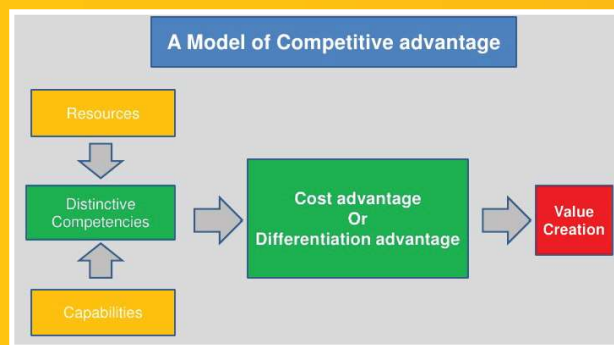 A Model of Competitive advantage
Resources
Distinctive
Competencies
Cost advantage
Or
Differentiation advantage
Value
Creation
Capabilities